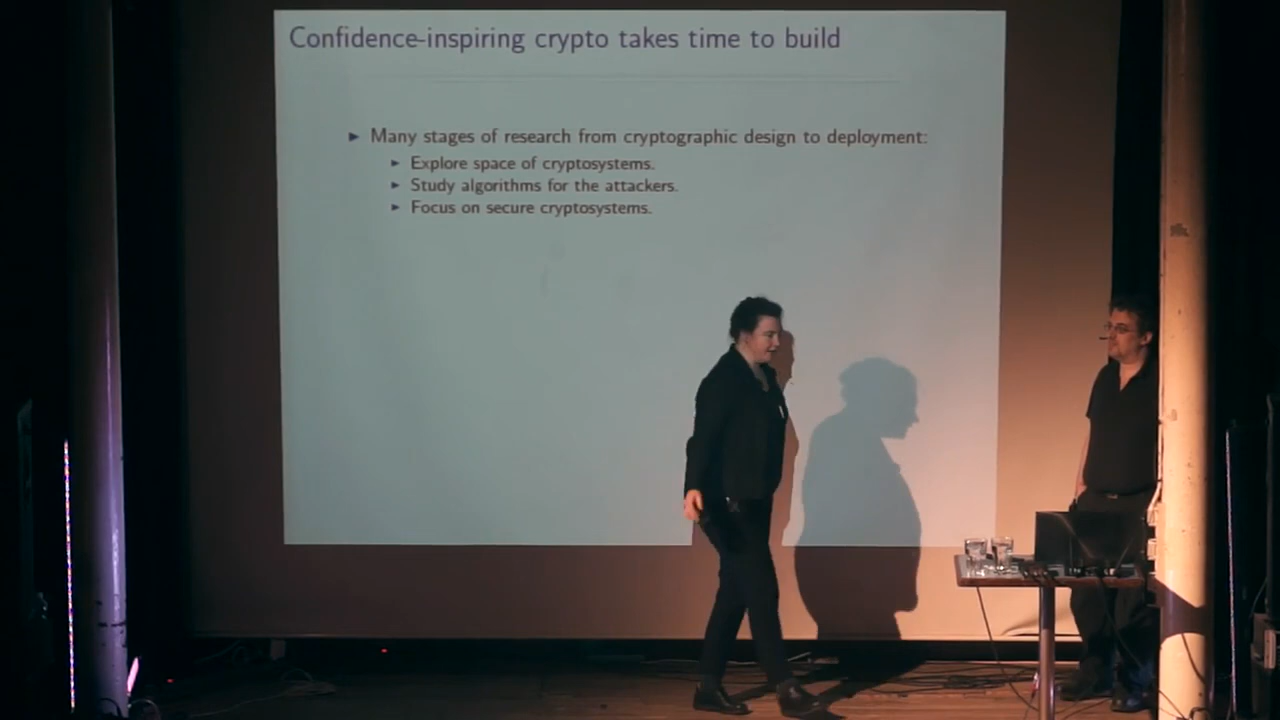 Confidence-inspiring crypto takes time to build
► Many stages of research from cryptographic design to deployment:
► Explore space of cryptosystems.
► Study algorithms for the attackers.
► Focus on secure cryptosystems.